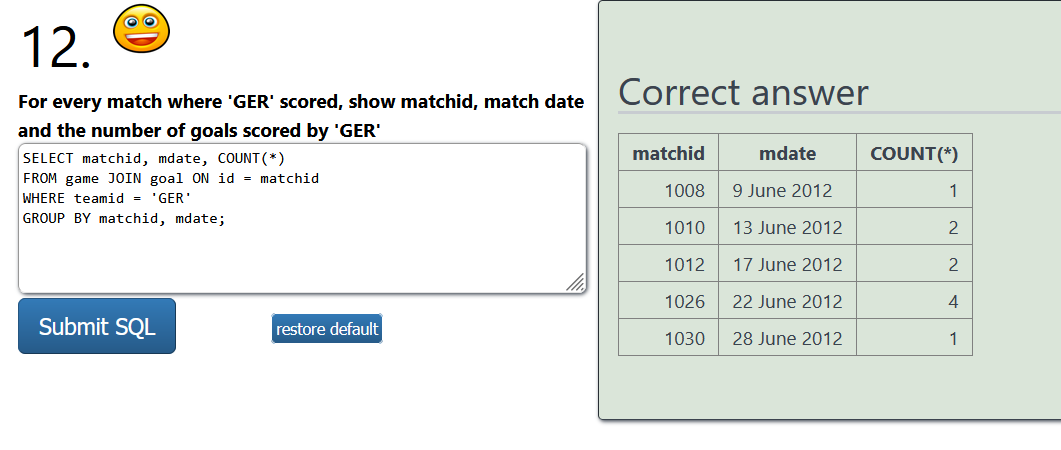 12.
For every match where 'GER' scored, show matchid, match date
and the number of goals scored by 'GER'
SELECT matchid, mdate, COUNT(*)
FROM game JOIN goal ON id = matchid
WHERE teamid = 'GER'
GROUP BY matchid, mdate;
Submit SQL
restore default
Correct answer
matchid mdate COUNT(*)
1008 9 June 2012 1
1010 13 June 2012 2
1012 17 June 2012 2
1026 22 June 2012 4
1030 28 June 2012 1